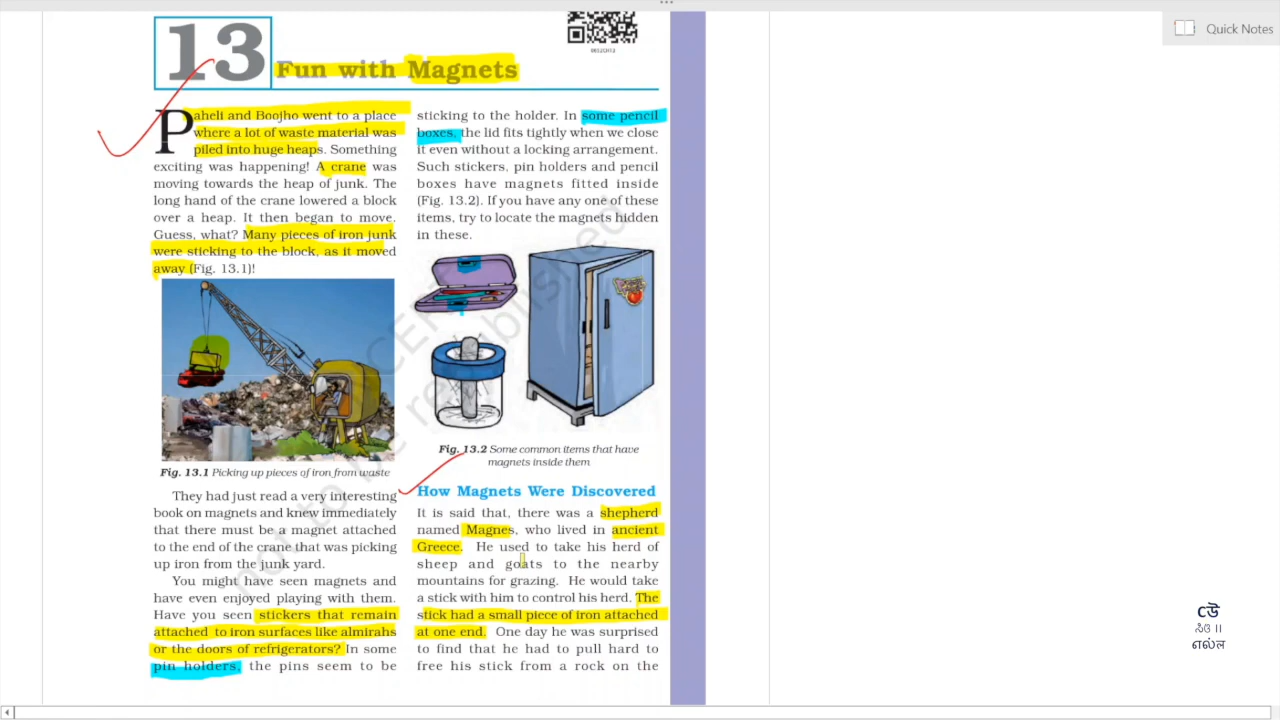 13
Fun with Magnets
Paheli and Boojho went to a place
where a lot of waste material was
piled into huge heaps. Something
exciting was happening! A crane was
moving towards the heap of junk. The
long hand of the crane lowered a block
over a heap. It then began to move.
Guess, what? Many pieces of iron junk
were sticking to the block, as it moved
away (Fig. 13.1)!
Fig. 13.1 Picking up pieces of iron from waste
They had just read a very interesting
book on magnets and knew immediately
that there must be a magnet attached
to the end of the crane that was picking
up iron from the junk yard.
You might have seen magnets and
have even enjoyed playing with them.
Have you seen stickers that remain
attached to iron surfaces like almirahs
or the doors of refrigerators? In some
pin holders, the pins seem to be
sticking to the holder. In some pencil
boxes, the lid fits tightly when we close
it even without a locking arrangement.
Such stickers, pin holders and pencil
boxes have magnets fitted inside
(Fig. 13.2). If you have any one of these
items, try to locate the magnets hidden
in these.
Fig. 13.2 Some common items that have
magnets inside them
How Magnets Were Discovered
It is said that, there was a shepherd
named Magnes, who lived in ancient
Greece. He used to take his herd of
sheep and goats to the nearby
mountains for grazing. He would take
a stick with him to control his herd. The
stick had a small piece of iron attached
at one end. One day he was surprised
to find that he had to pull hard to
free his stick from a rock on the
Quick Notes